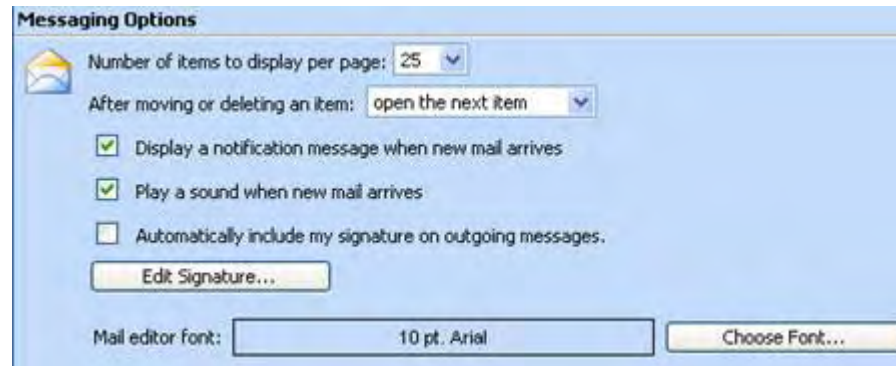 Messaging Options
Number of items to display per page: 25
After moving or deleting an item: open the next item
Display a notification message when new mail arrives
Play a sound when new mail arrives
Automatically include my signature on outgoing messages.
Edit Signature...
Mail editor font: 10 pt. Arial Choose Font...